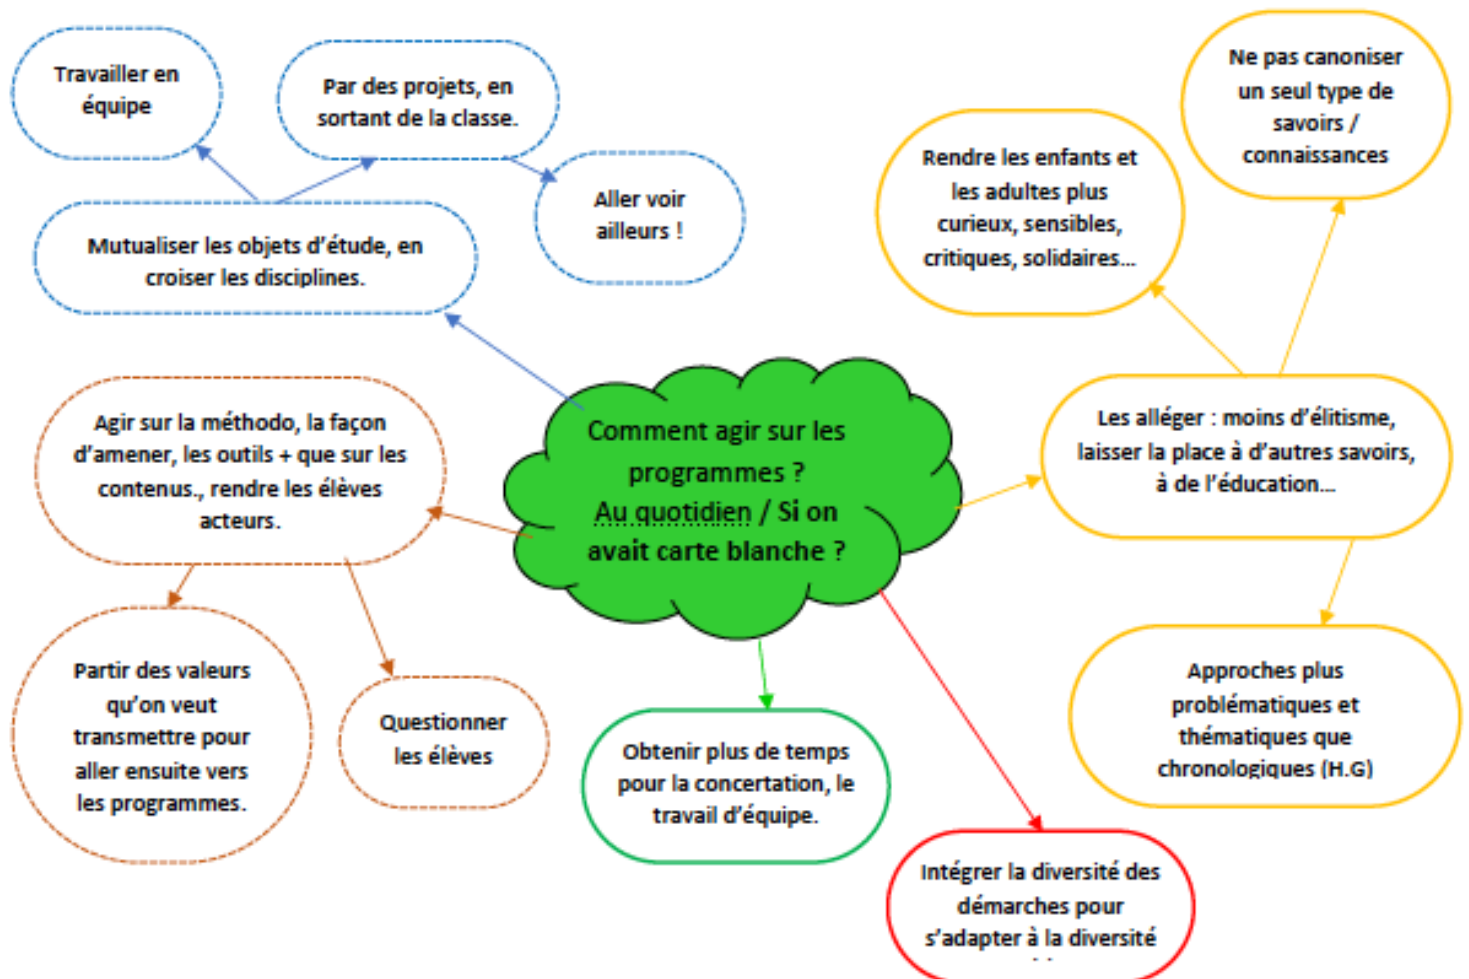 Travailler en
équipe
Par des projets, en
sortant de la classe.
Aller voir
ailleurs !
Mutualiser les objets d'étude, en
croiser les disciplines.
Ne pas canoniser
un seul type de
savoirs /
connaissances
Rendre les enfants et
les adultes plus
curieux, sensibles,
critiques, solidaires...
Agir sur la méthodo, la façon
d'amener, les outils + que sur les
contenus., rendre les élèves
acteurs.
Comment agir sur les
programmes ?
Au quotidien / Si on
avait carte blanche ?
Les alléger : moins d'élitisme,
laisser la place à d'autres savoirs,
à de l'éducation...
Partir des valeurs
qu'on veut
transmettre pour
aller ensuite vers
les programmes.
Questionner
les élèves
Obtenir plus de temps
pour la concertation, le
travail d'équipe.
Approches plus
problématiques et
thématiques que
chronologiques (H.G)
Intégrer la diversité des
démarches pour
s'adapter à la diversité